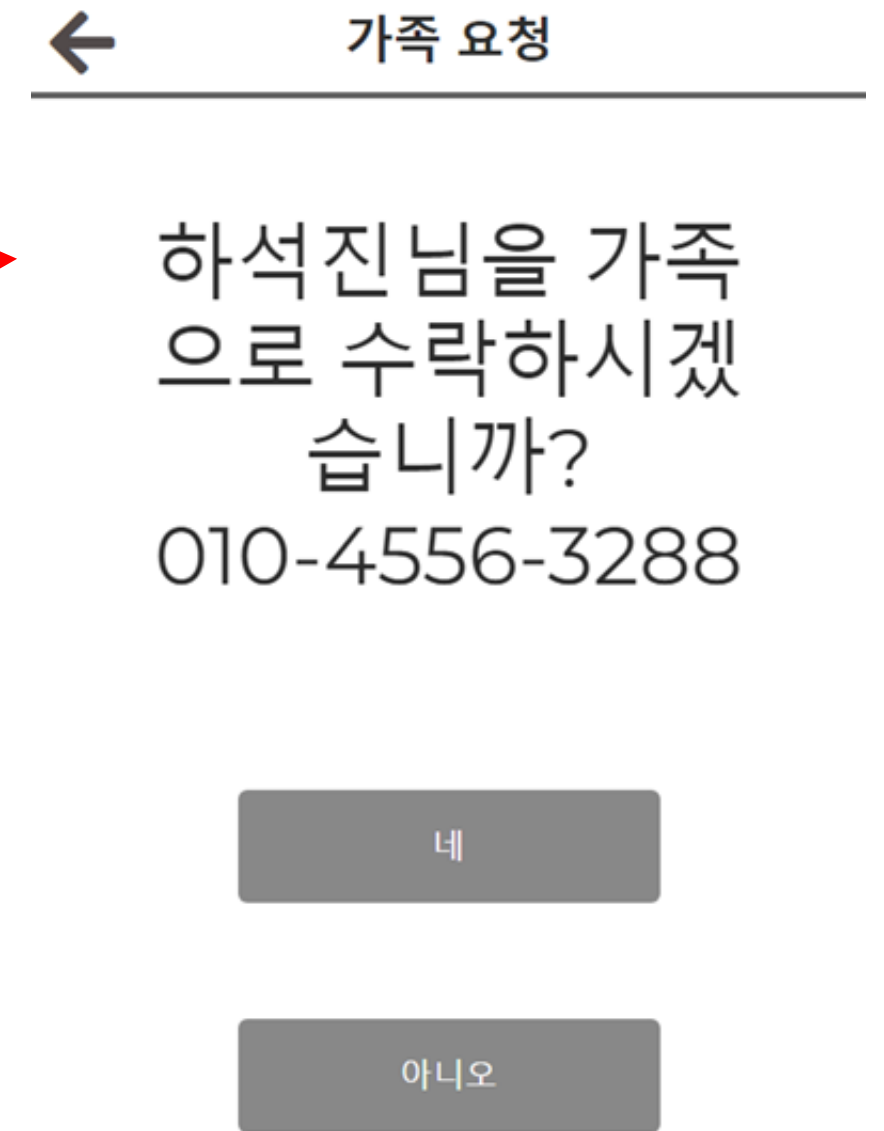 가족 요청
하석진님을 가족
으로 수락하시겠
습니까?
010-4556-3288
네
아니오